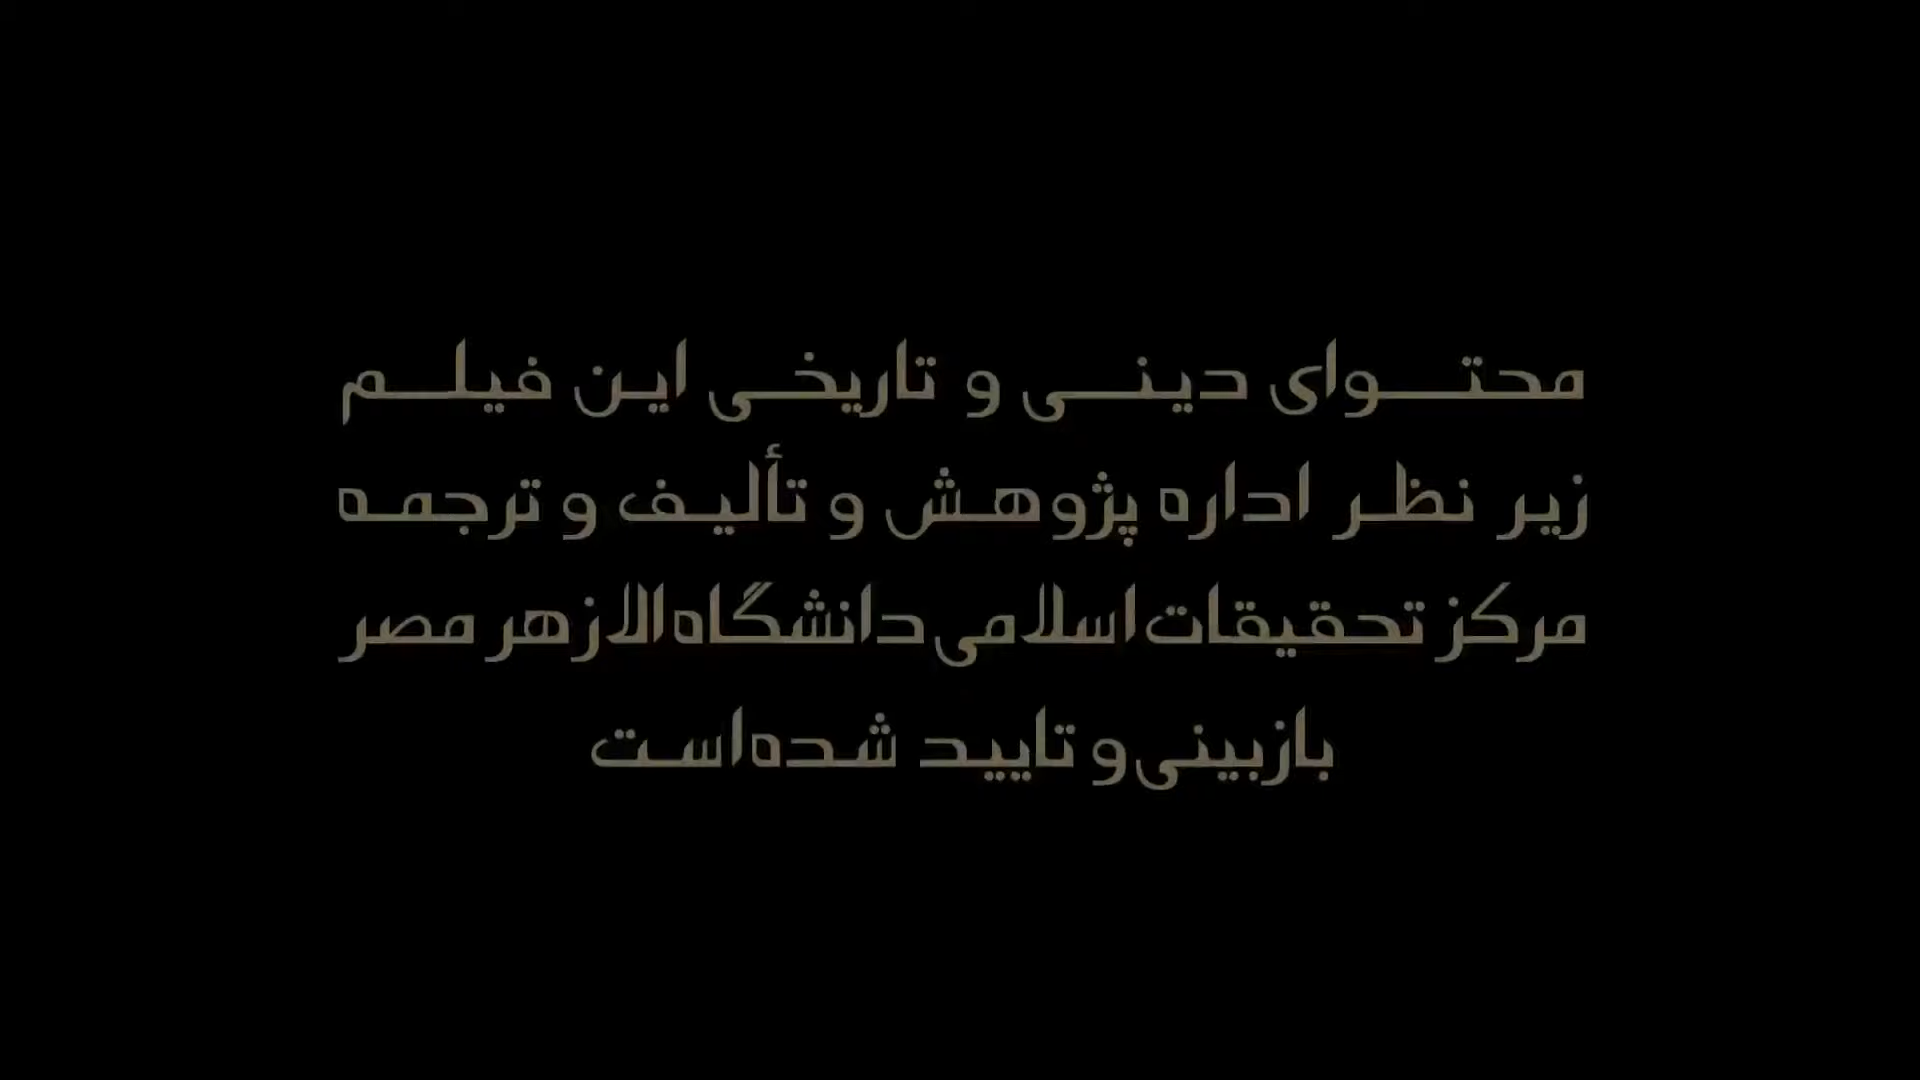 محتوای دینی و تاریخی این فیلم
زیر نظر اداره پژوهش و تألیف و ترجمه
مرکز تحقیقات اسلامی دانشگاه الازهر مصر
بازبینی و تایید شده است